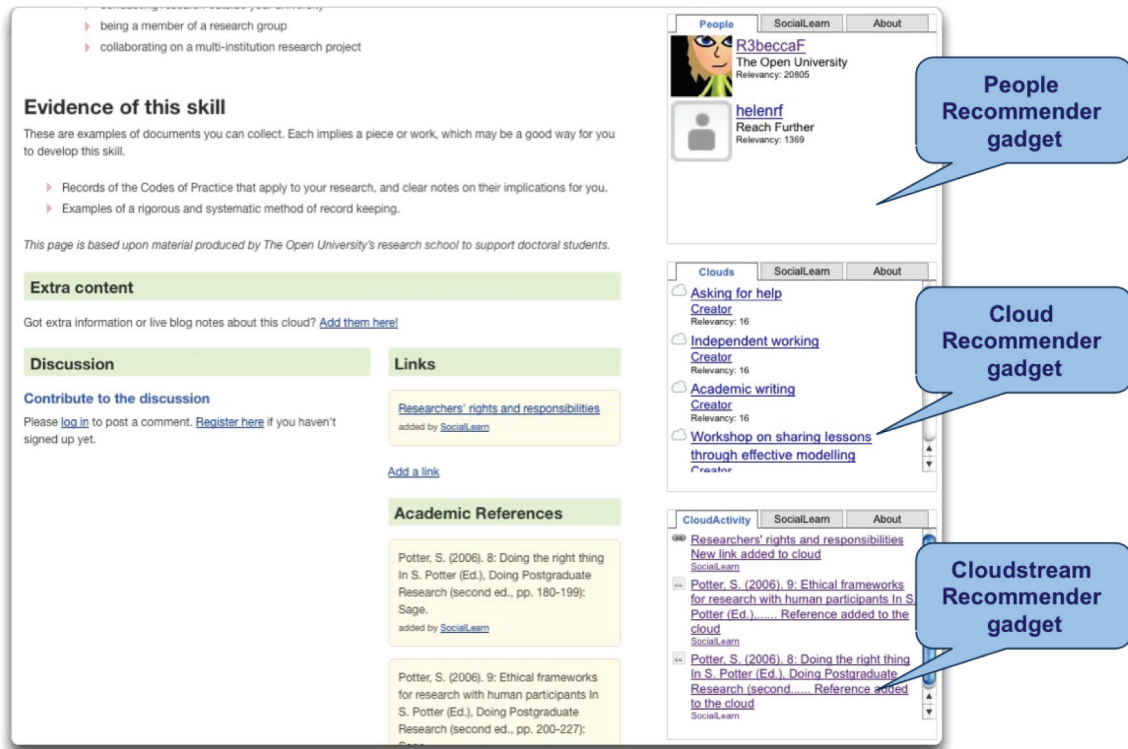 conducting research outside your university
being a member of a research group
collaborating on a multi-institution research project
Evidence of this skill
These are examples of documents you can collect. Each implies a piece or work, which may be a good way for you
to develop this skill.
Records of the Codes of Practice that apply to your research, and clear notes on their implications for you.
Examples of a rigorous and systematic method of record keeping.
This page is based upon material produced by The Open University's research school to support doctoral students.
Extra content
Got extra information or live blog notes about this cloud? Add them here!
Discussion
Contribute to the discussion
Please log in to post a comment. Register here if you haven't
signed up yet.
Links
Researchers' rights and responsibilities
added by SocialLearn
Add a link
Academic References
Potter, S. (2006). 8: Doing the right thing
In S. Potter (Ed.), Doing Postgraduate
Research (second ed., pp. 180-199):
Sage.
added by SocialLearn
Potter, S. (2006). 9: Ethical frameworks
for research with human participants In
S. Potter (Ed.), Doing Postgraduate
Research (second ed., pp. 200-227):
Sage.
People SocialLearn About
R3beccaF
The Open University
Relevancy: 20805
helenrf
Reach Further
Relevancy: 1369
People
Recommender
gadget
Clouds SocialLearn About
Asking for help
Creator
Relevancy: 16
Independent working
Creator
Relevancy: 16
Academic writing
Creator
Relevancy: 16
Workshop on sharing lessons
through effective modelling
Creator
Cloud
Recommender
gadget
CloudActivity SocialLearn About
Researchers' rights and responsibilities
New link added to cloud
SocialLearn
Potter, S. (2006). 9: Ethical frameworks
for research with human participants In S.
Potter (Ed.),...... Reference added to the
cloud
SocialLearn
Potter, S. (2006). 8: Doing the right thing
In S. Potter (Ed.), Doing Postgraduate
Research (second...... Reference added
to the cloud
SocialLearn
Cloudstream
Recommender
gadget